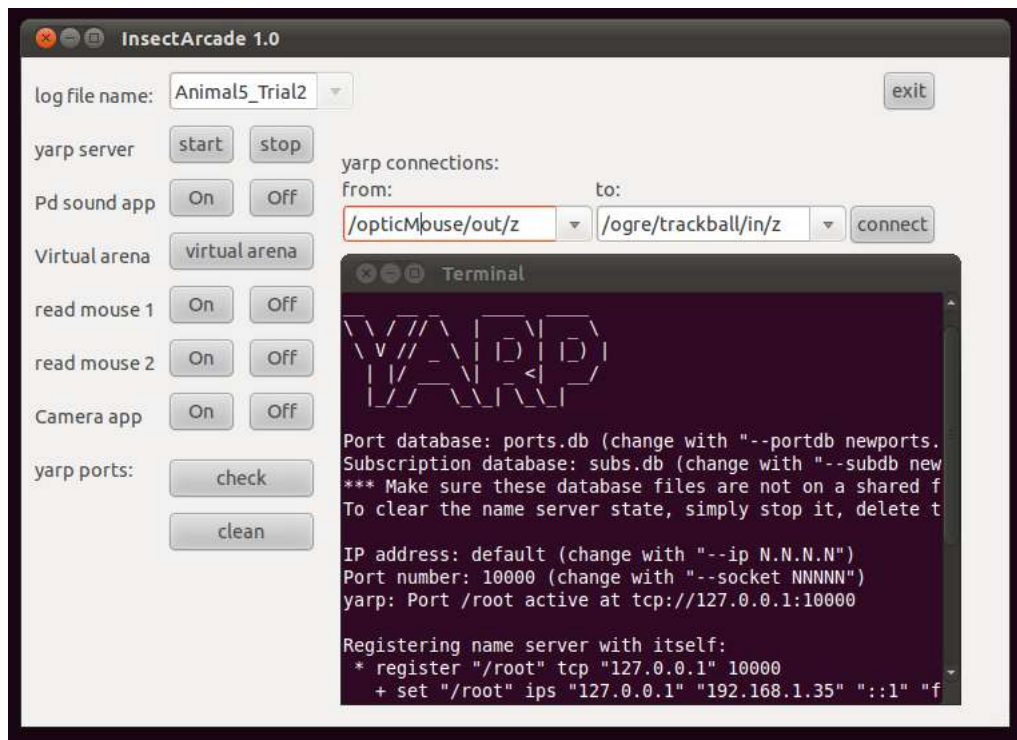 InsectArcade 1.0
log file name: Animal5_Trial2 exit
yarp server start stop
yarp connections:
from: to:
Pd sound app On Off
/opticMouse/out/z /ogre/trackball/in/z connect
Virtual arena virtual arena
read mouse 1 On Off
read mouse 2 On Off
Camera app On Off
yarp ports: check
clean
Terminal
YARP
Port database: ports.db (change with "--portdb newports.
Subscription database: subs.db (change with "--subdb new
*** Make sure these database files are not on a shared f
To clear the name server state, simply stop it, delete t
IP address: default (change with "--ip N.N.N.N")
Port number: 10000 (change with "--socket NNNNN")
yarp: Port /root active at tcp://127.0.0.1:10000
Registering name server with itself:
* register "/root" tcp "127.0.0.1" 10000
+ set "/root" ips "127.0.0.1" "192.168.1.35" "::1" "f